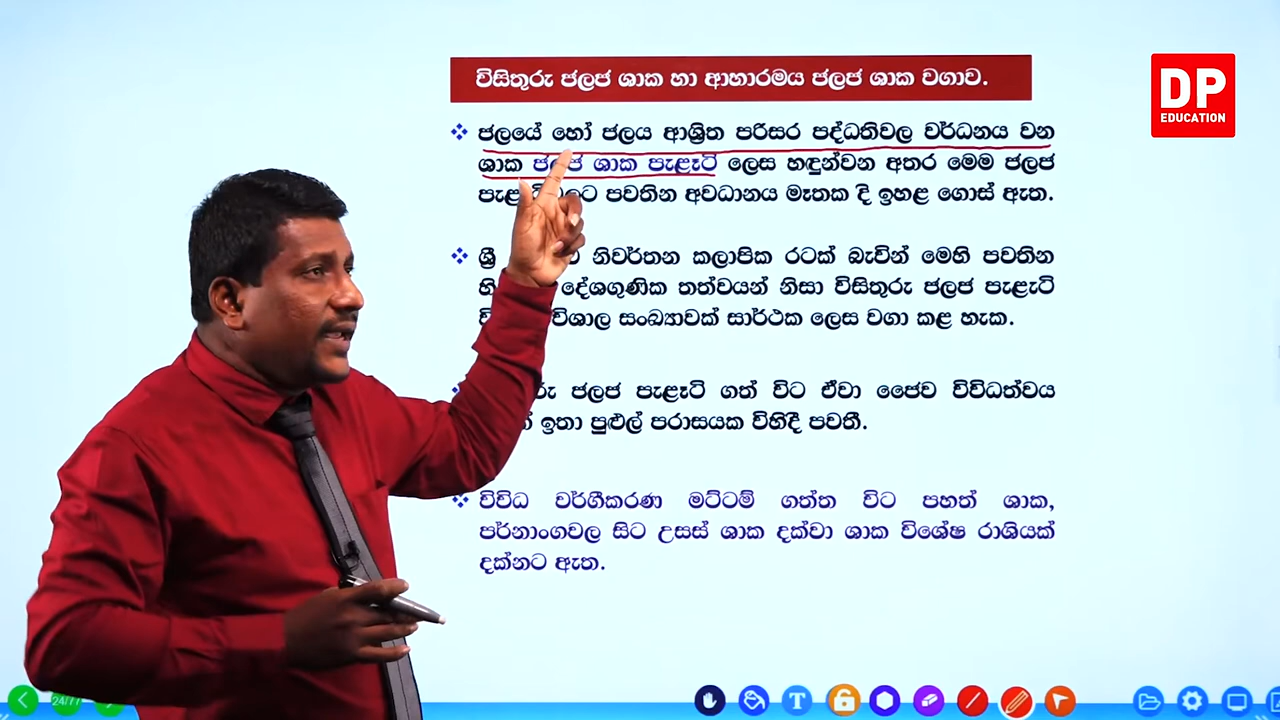 විසිතුරු ජලජ ශාක හා ආහාරමය ජලජ ශාක වගාව.
DP
EDUCATION
ජලයේ හෝ ජලය ආශ්‍රිත පරිසර පද්ධතිවල වර්ධනය වන
ශාක ජලජ ශාක පැළෑටි ලෙස හඳුන්වන අතර මෙම ජලජ
පවතින අවධානය මෑතක දි ඉහළ ගොස් ඇත.
ශ්‍රී නිවර්තන කලාපික රටක් බැවින් මෙහි පවතින
දේශගුණික තත්වයන් නිසා විසිතුරු ජලජ පැළෑටි
විශාල සංඛ්‍යාවක් සාර්ථක ලෙස වගා කළ හැක.
ජලජ පැළෑටි ගත් විට ඒවා ජෛව විවිධත්වය
ඉතා පුළුල් පරාසයක විහිදී පවතී.
විවිධ වර්ගීකරණ මට්ටම් ගත්ත විට පහත් ශාක,
පර්නාංගවල සිට උසස් ශාක දක්වා ශාක විශේෂ රාශියක්
දක්නට ඇත.
24/77